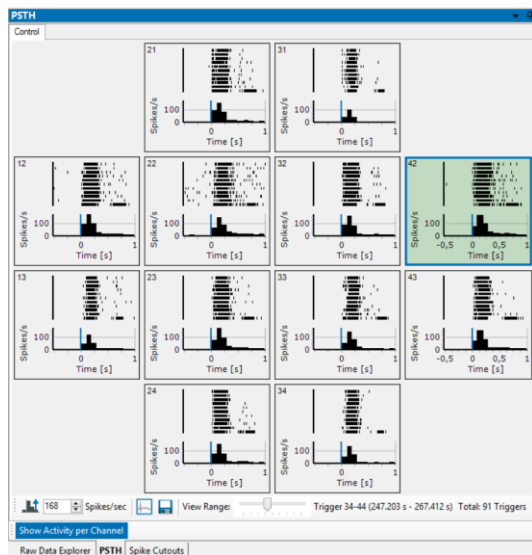 PSTH
Control
21 31
Spikes/s 100 0 Spikes/s 100 0
0 1 0 1
Time [s] Time [s]
12 22 32 42
Spikes/s 100 0 Spikes/s 100 0 Spikes/s 100 0 Spikes/s 100 0
0 1 0 1 0 1 -0,5 0 0,5 1
Time [s] Time [s] Time [s] Time [s]
13 23 33 43
Spikes/s 100 0 Spikes/s 100 0 Spikes/s 100 0 Spikes/s 100 0
0 1 0 1 0 1 -0,5 0 0,5 1
Time [s] Time [s] Time [s] Time [s]
24 34
Spikes/s 100 0 Spikes/s 100 0
0 1 0 1
Time [s] Time [s]
168 Spikes/sec View Range: Trigger 34-44 (247.203 s - 267.412 s) Total: 91 Triggers
Show Activity per Channel
Raw Data Explorer PSTH Spike Cutouts